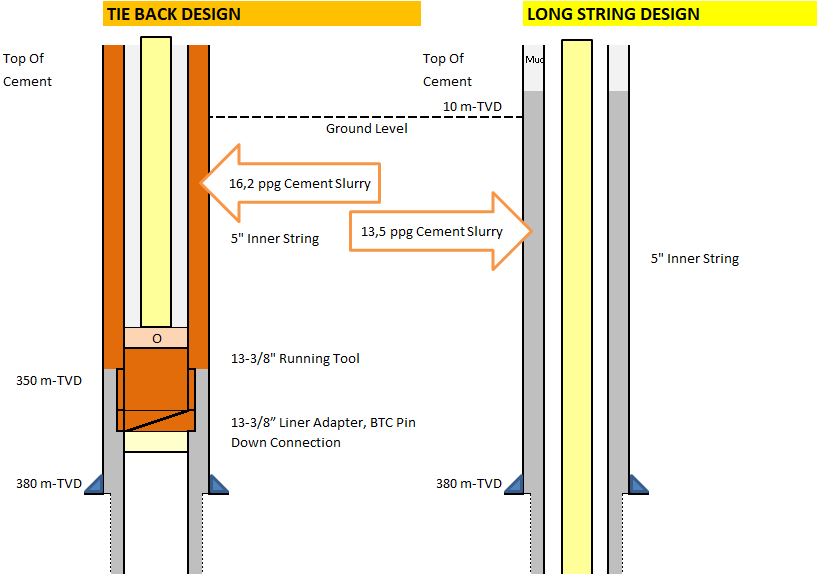 TIE BACK DESIGN
LONG STRING DESIGN
Top Of
Cement
Top Of
Cement
Mud
10 m-TVD
Ground Level
16,2 ppg Cement Slurry
13,5 ppg Cement Slurry
5" Inner String
5" Inner String
O
13-3/8" Running Tool
350 m-TVD
13-3/8” Liner Adapter, BTC Pin
Down Connection
380 m-TVD
380 m-TVD